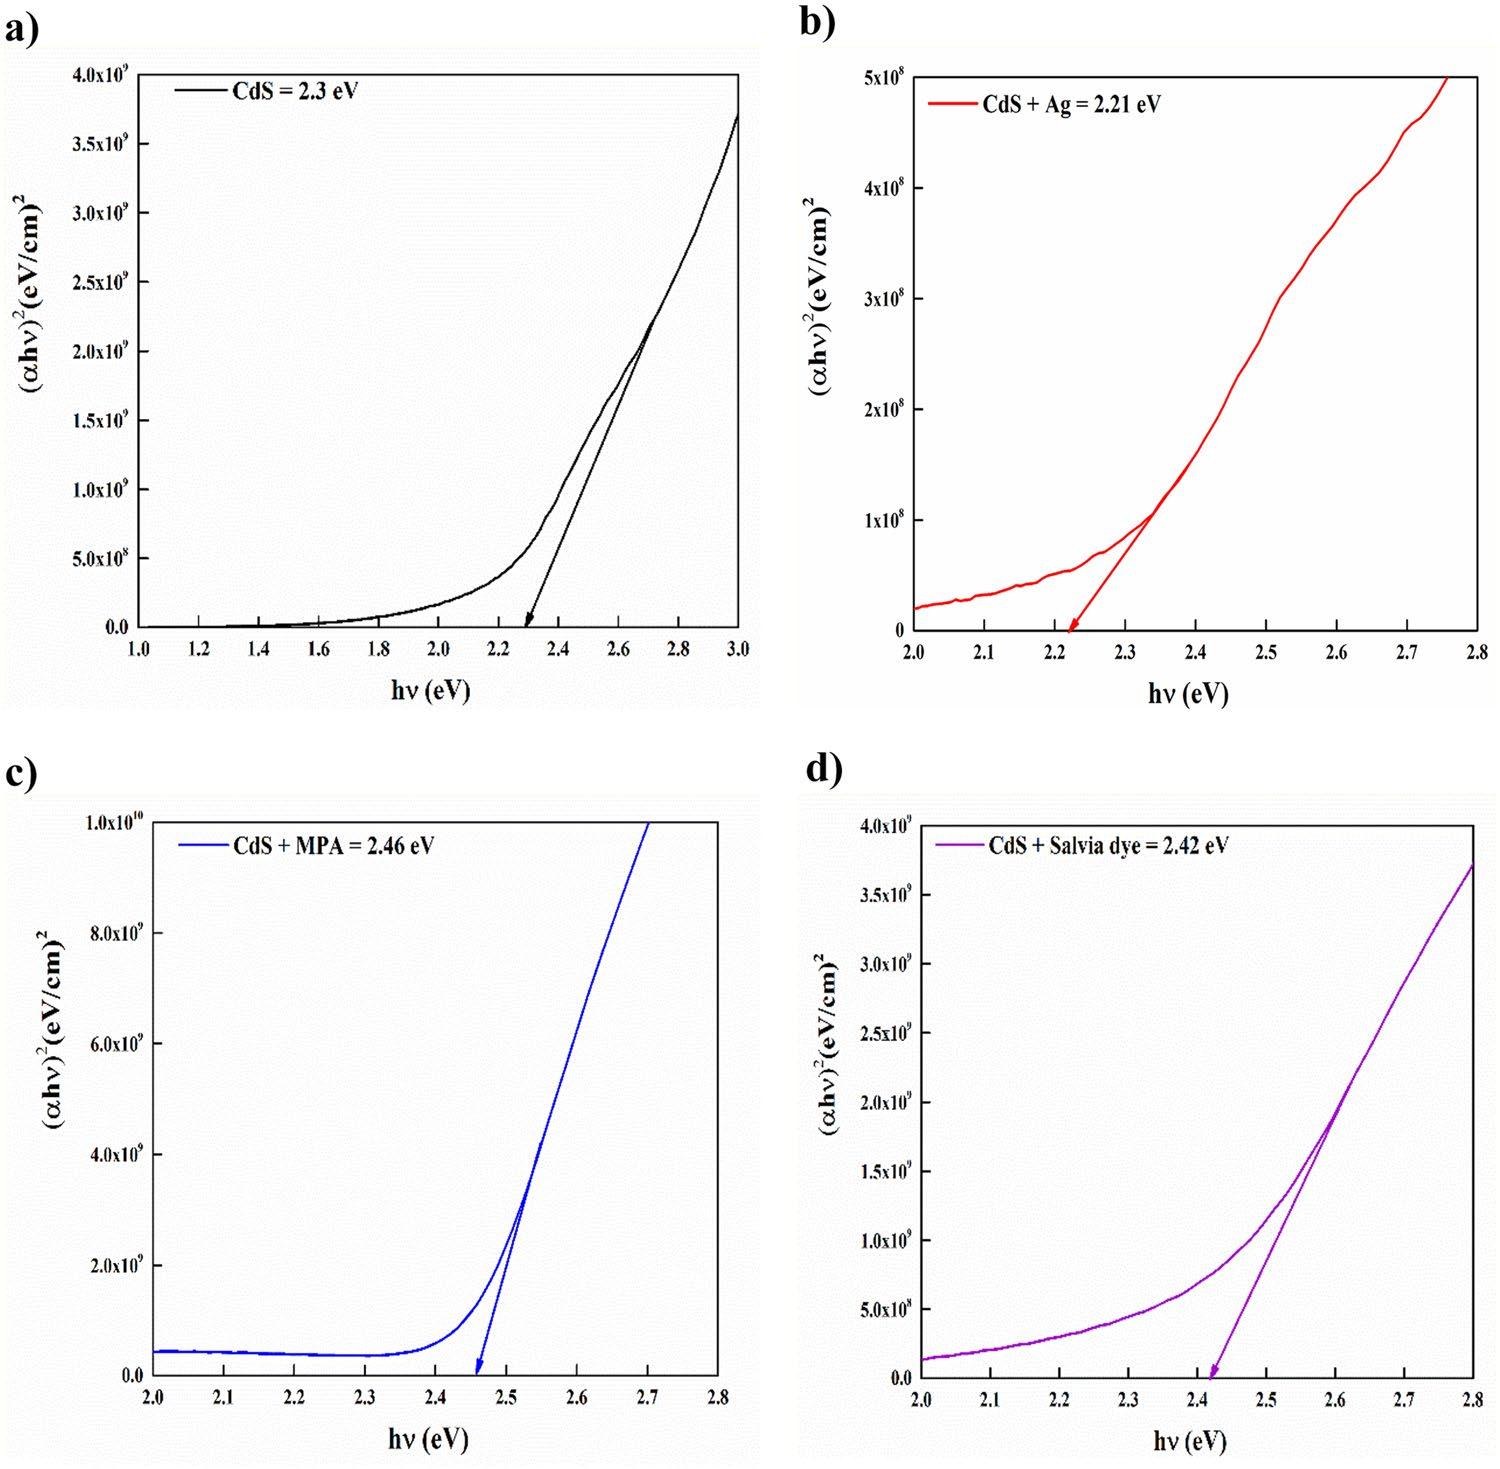 a)
CdS = 2.3 eV
4.0x10⁹
3.5x10⁹
3.0x10⁹
2.5x10⁹
2.0x10⁹
1.5x10⁹
1.0x10⁹
5.0x10⁸
0.0
1.0 1.2 1.4 1.6 1.8 2.0 2.2 2.4 2.6 2.8 3.0
(αhν)²(eV/cm)²
hν (eV)
b)
CdS + Ag = 2.21 eV
5x10⁸
4x10⁸
3x10⁸
2x10⁸
1x10⁸
0
2.0 2.1 2.2 2.3 2.4 2.5 2.6 2.7 2.8
(αhν)²(eV/cm)²
hν (eV)
c)
CdS + MPA = 2.46 eV
1.0x10¹⁰
8.0x10⁹
6.0x10⁹
4.0x10⁹
2.0x10⁹
0.0
2.0 2.1 2.2 2.3 2.4 2.5 2.6 2.7 2.8
(αhν)²(eV/cm)²
hν (eV)
d)
CdS + Salvia dye = 2.42 eV
4.0x10⁹
3.5x10⁹
3.0x10⁹
2.5x10⁹
2.0x10⁹
1.5x10⁹
1.0x10⁹
5.0x10⁸
0.0
2.0 2.1 2.2 2.3 2.4 2.5 2.6 2.7 2.8
(αhν)²(eV/cm)²
hν (eV)